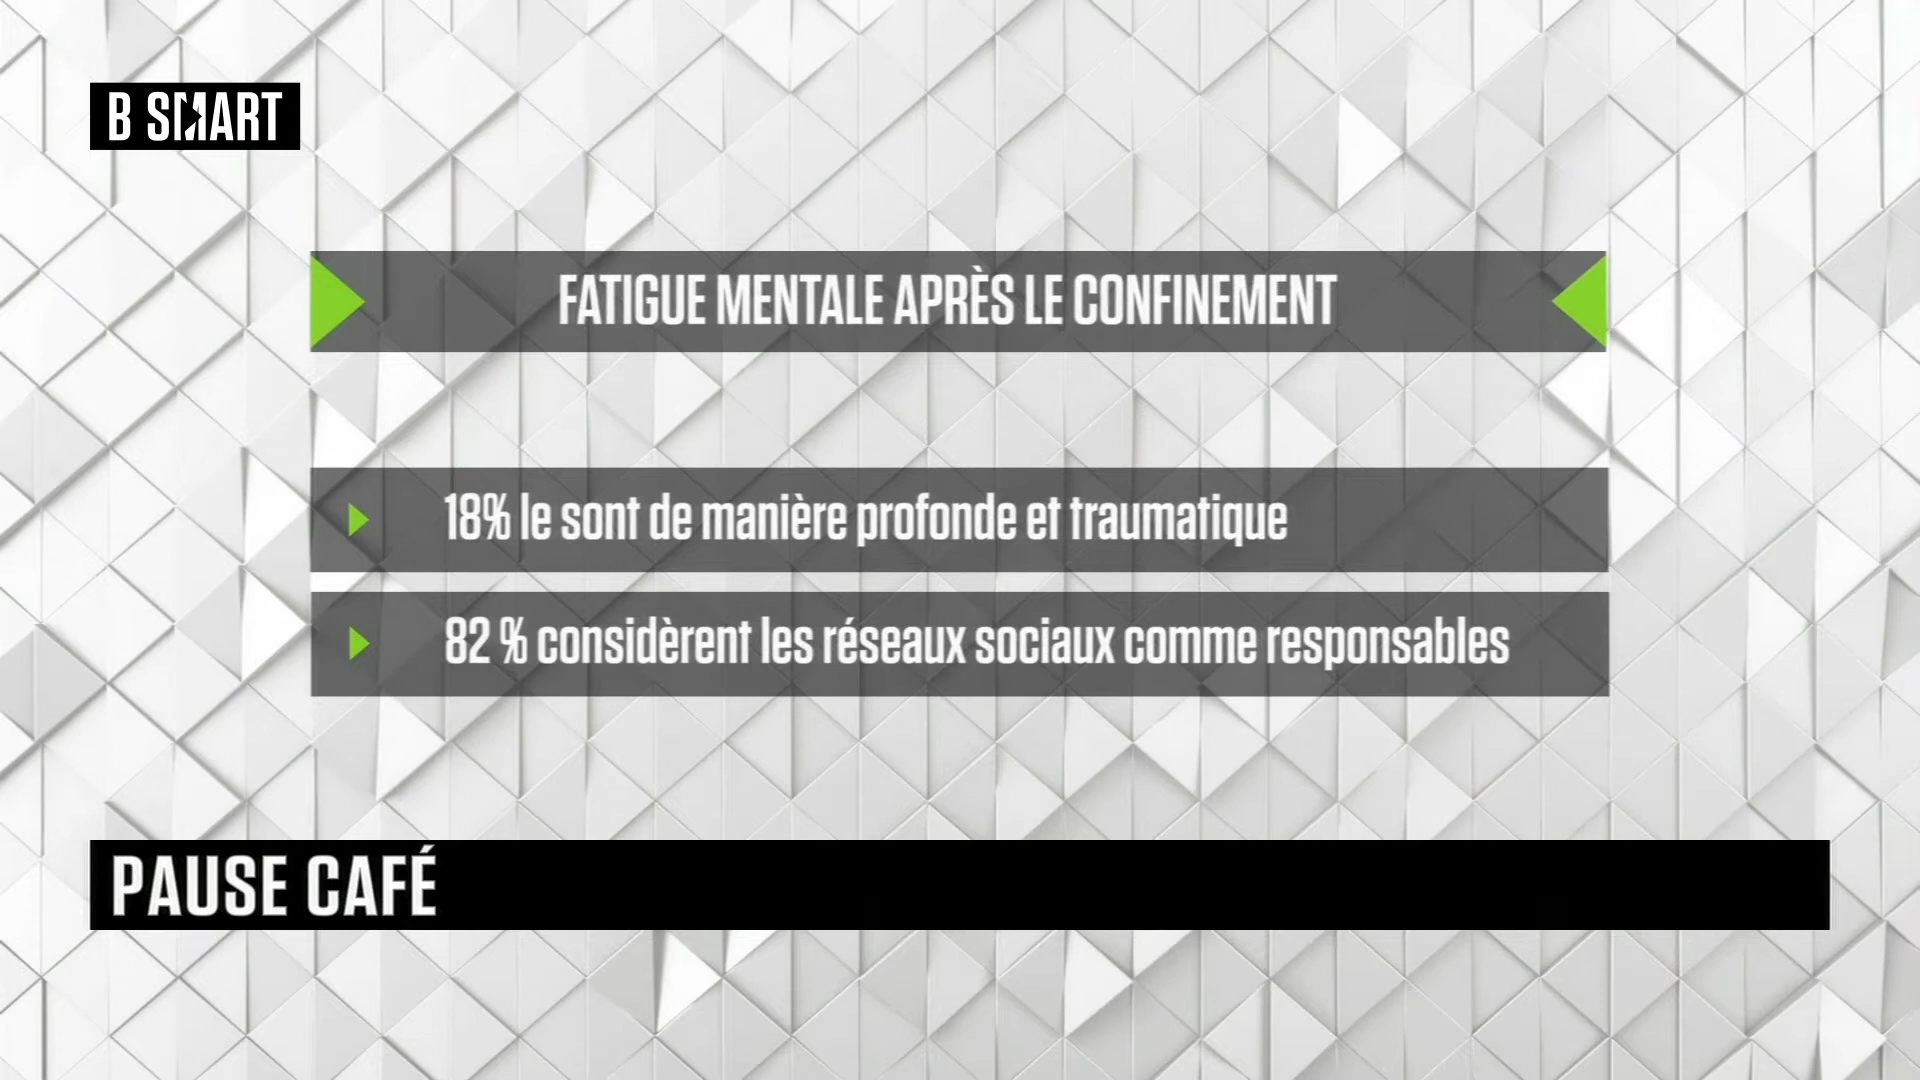 B SMART
FATIGUE MENTALE APRÈS LE CONFINEMENT
18% le sont de manière profonde et traumatique
82 % considèrent les réseaux sociaux comme responsables
PAUSE CAFÉ